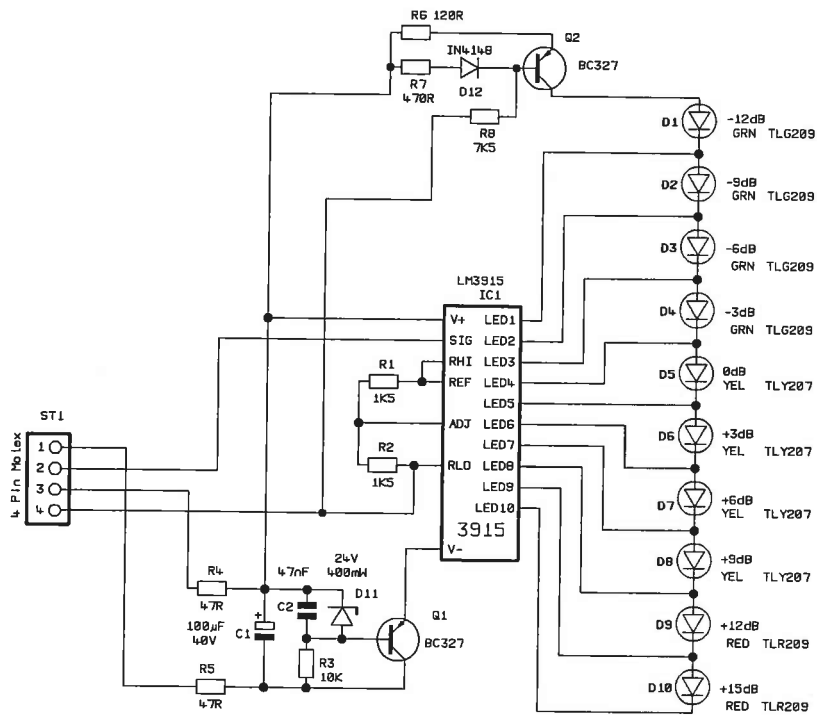 R6 120R
IN4148
Q2
BC327
R7
470R
D12
R8
7K5
D1
-12dB
GRN TLG209
D2
-9dB
GRN TLG209
D3
-6dB
GRN TLG209
D4
-3dB
GRN TLG209
D5
0dB
YEL TLY207
D6
+3dB
YEL TLY207
D7
+6dB
YEL TLY207
D8
+9dB
YEL TLY207
D9
+12dB
RED TLR209
D10
+15dB
RED TLR209
LM3915
IC1
V+ LED1
SIG LED2
RHI LED3
REF LED4
LED5
ADJ LED6
LED7
RLO LED8
LED9
LED10
3915
V-
R1
1K5
R2
1K5
ST1
4 Pin Molex
1
2
3
4
R4
47R
47nF
C2
24V
400mW
D11
Q1
BC327
+
100µF
40V
C1
R3
10K
R5
47R